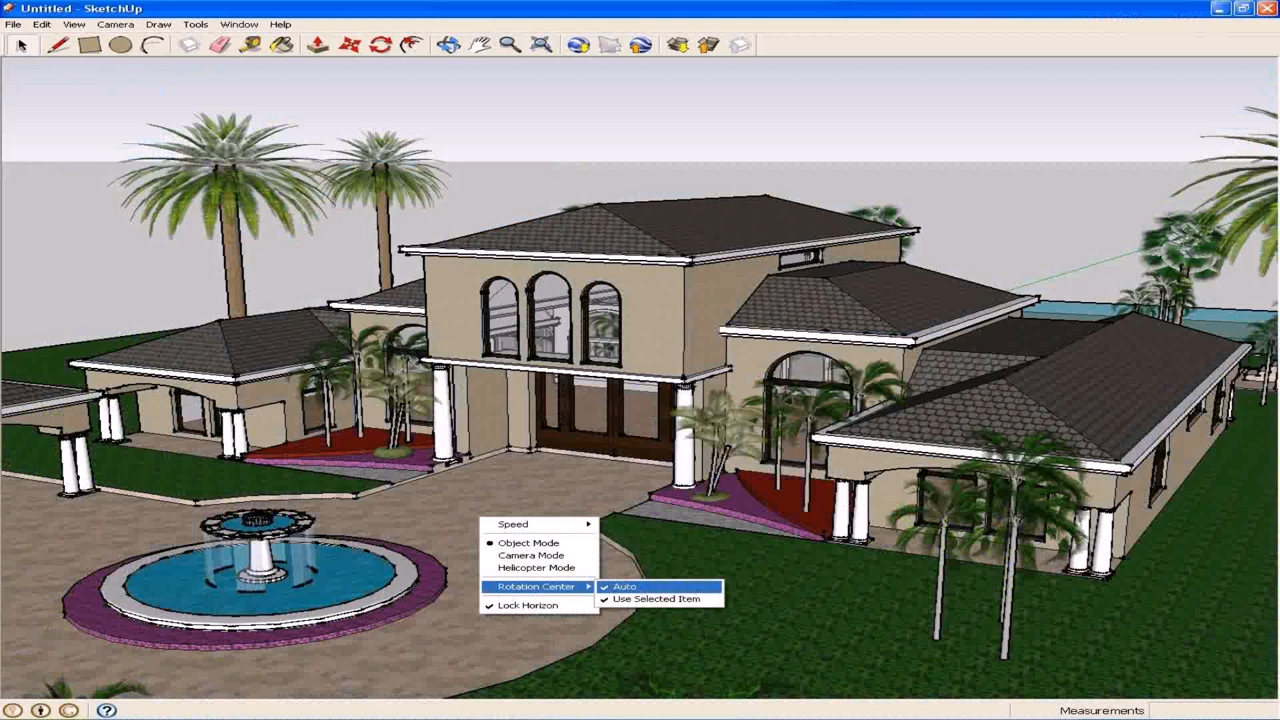 Untitled - SketchUp
File Edit View Camera Draw Tools Window Help
Speed
Object Mode
Camera Mode
Helicopter Mode
Rotation Center
Auto
Use Selected Item
Lock Horizon
Measurements